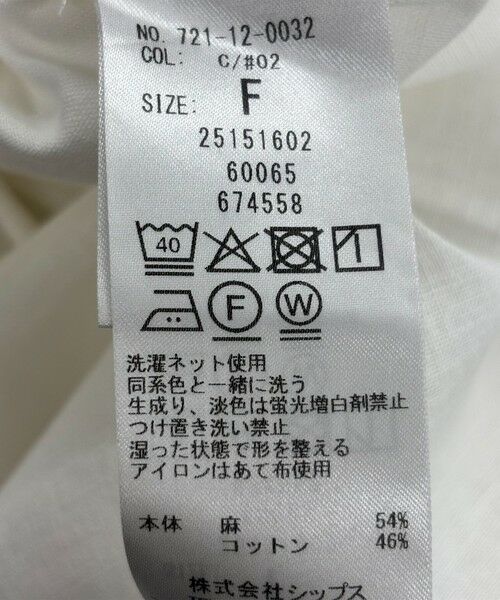 NO. 721-12-0032
COL: C/#02
SIZE: F
25151602
60065
674558
40
F W
洗濯ネット使用
同系色と一緒に洗う
生成り、淡色は蛍光増白剤禁止
つけ置き洗い禁止
湿った状態で形を整える
アイロンはあて布使用
本体 麻 54%
コットン 46%
株式会社シップス